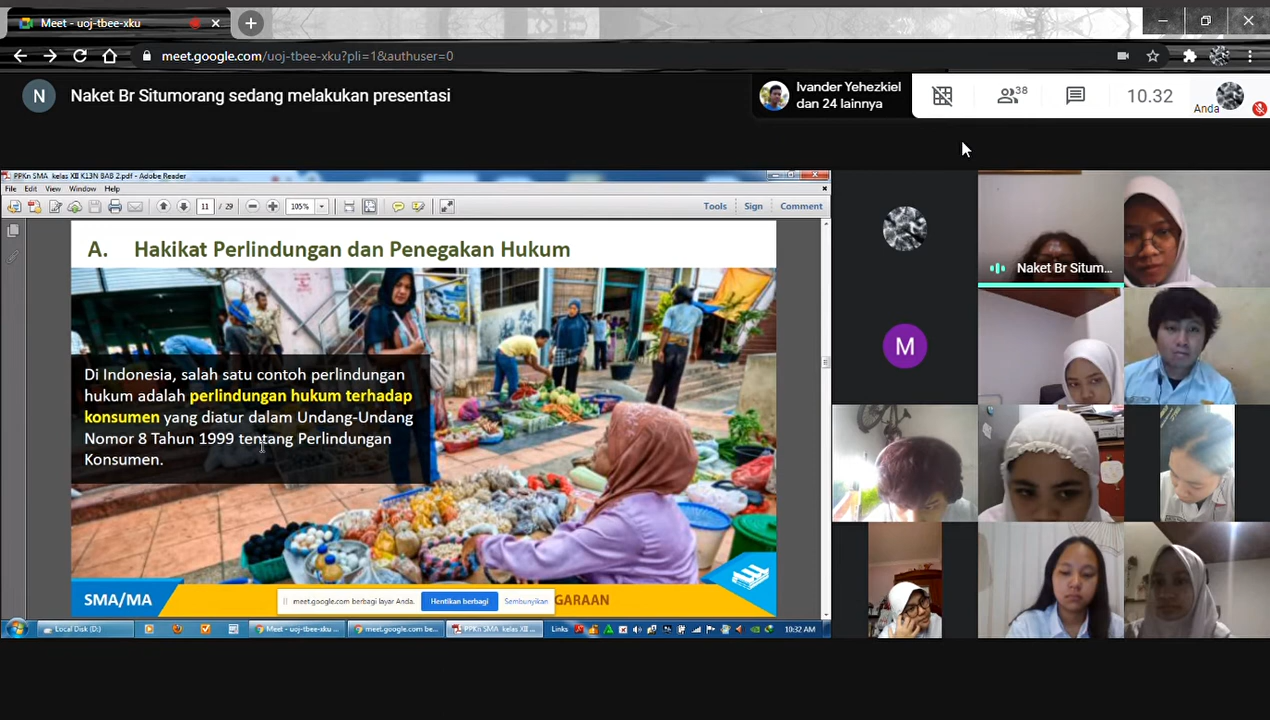 Meet - uoj-tbee-xku
meet.google.com/uoj-tbee-xku?pli=1&authuser=0
N
Naket Br Situmorang sedang melakukan presentasi
Ivander Yehezkiel
dan 24 lainnya
38
10.32
Anda
PPKn SMA kelas XII K13N BAB 2.pdf - Adobe Reader
File Edit View Window Help
11 / 29
105%
Tools Sign Comment
A. Hakikat Perlindungan dan Penegakan Hukum
Di Indonesia, salah satu contoh perlindungan
hukum adalah perlindungan hukum terhadap
konsumen yang diatur dalam Undang-Undang
Nomor 8 Tahun 1999 tentang Perlindungan
Konsumen.
SMA/MA
meet.google.com berbagi layar Anda.
Hentikan berbagi
Sembunyikan
GARAAN
Local Disk (D:)
Meet - uoj-tbee-xku ...
meet.google.com be...
PPKn SMA kelas XII ...
Links
10:32 AM
Naket Br Situm...
M